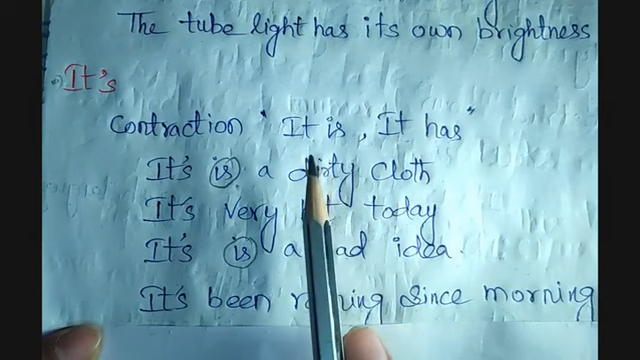 The tube light has its own brightness
It's
Contraction "It is, It has"
It's is a dirty cloth
It's very today
It's is a idea.
It's been since morning